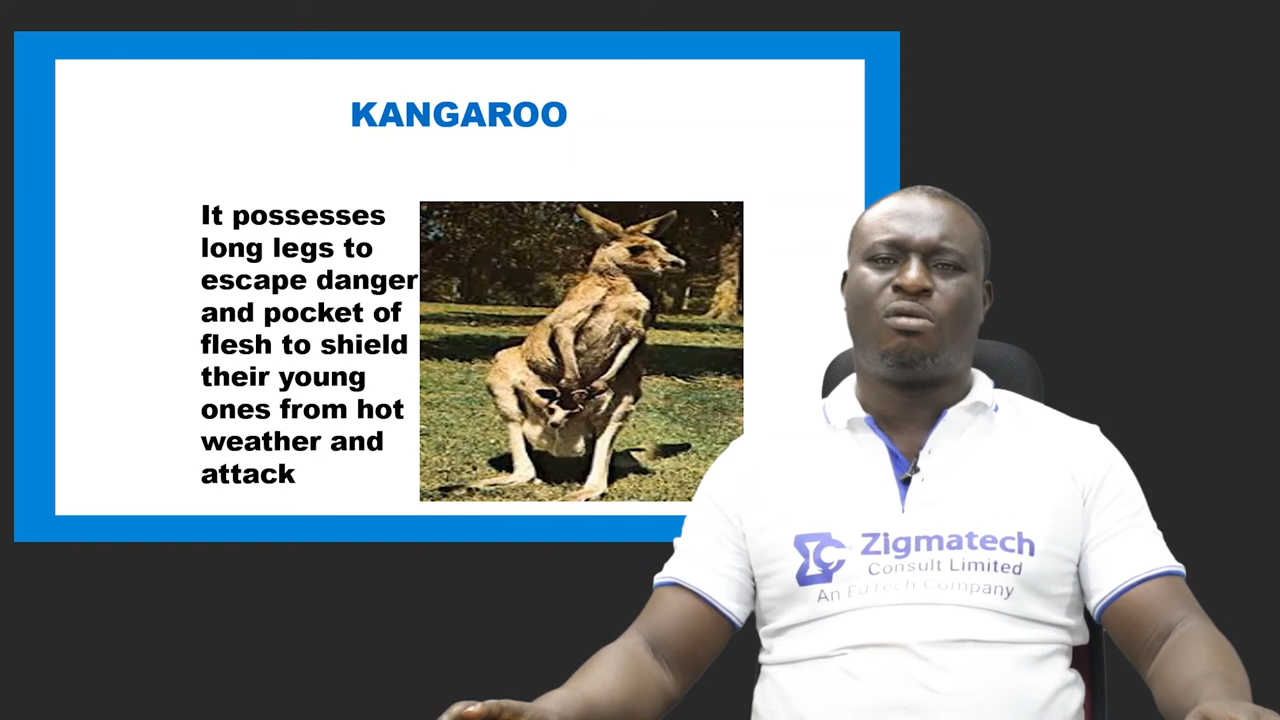 KANGAROO
It possesses
long legs to
escape danger
and pocket of
flesh to shield
their young
ones from hot
weather and
attack
Zigmatech
Consult Limited
An EdTech Company